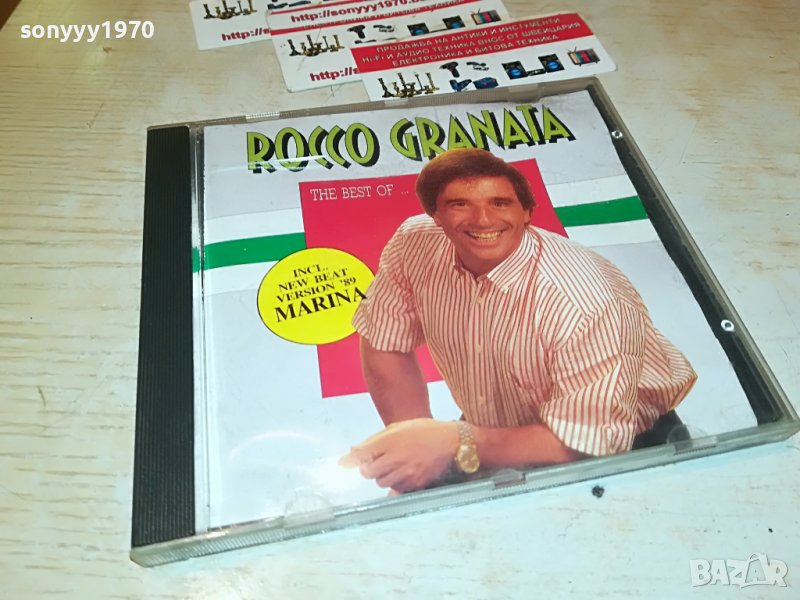 sonyyy1970
http://sonyyy1970.b
http://s
ПРОДАЖБА НА АНТИКИ И ИНСТУМЕНТИ
Hi-Fi И АУДИО ТЕХНИКА ВНОС ОТ ШВЕЙЦАРИЯ
ЕЛЕКТРОНИКА И БИТОВА ТЕХНИКА
http://s
ROCCO GRANATA
THE BEST OF ...
INCL.
NEW BEAT
VERSION '89
MARINA
BAZAR